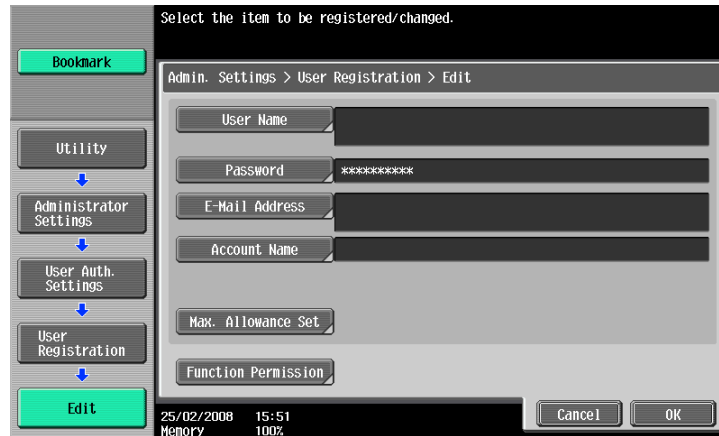 Select the item to be registered/changed.
Bookmark
Admin. Settings > User Registration > Edit
User Name
Utility
Password
**********
Administrator
Settings
E-Mail Address
Account Name
User Auth.
Settings
Max. Allowance Set
User
Registration
Function Permission
Edit
25/02/2008 15:51
Memory 100%
Cancel
OK